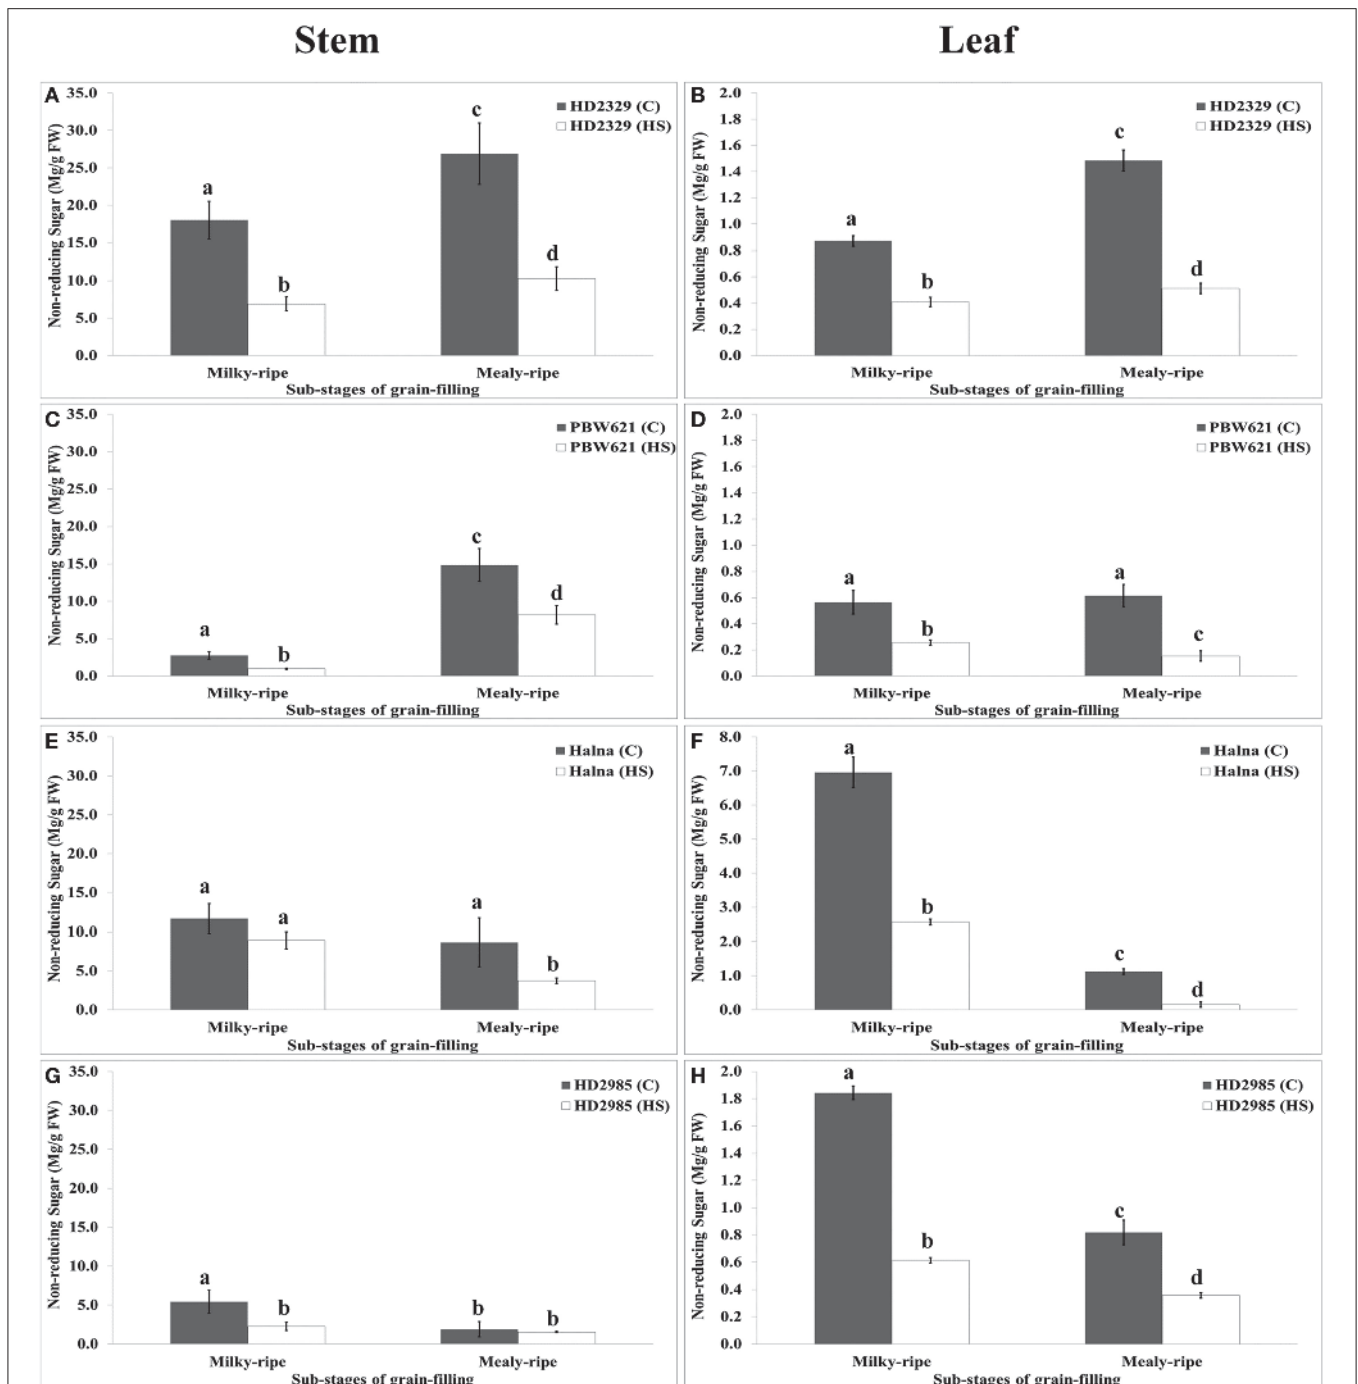 Stem
Leaf
A
Non-reducing Sugar (Mg/g FW)
35.0
30.0
25.0
20.0
15.0
10.0
5.0
0.0
HD2329 (C)
HD2329 (HS)
a
b
c
d
Milky-ripe
Mealy-ripe
Sub-stages of grain-filling
B
Non-reducing Sugar (Mg/g FW)
2.0
1.8
1.6
1.4
1.2
1.0
0.8
0.6
0.4
0.2
0.0
HD2329 (C)
HD2329 (HS)
a
b
c
d
Milky-ripe
Mealy-ripe
Sub-stages of grain-filling
C
Non-reducing Sugar (Mg/g FW)
35.0
30.0
25.0
20.0
15.0
10.0
5.0
0.0
PBW621 (C)
PBW621 (HS)
a
b
c
d
Milky-ripe
Mealy-ripe
Sub-stages of grain-filling
D
Non-reducing Sugar (Mg/g FW)
2.0
1.8
1.6
1.4
1.2
1.0
0.8
0.6
0.4
0.2
0.0
PBW621 (C)
PBW621 (HS)
a
b
a
c
Milky-ripe
Mealy-ripe
Sub-stages of grain-filling
E
Non-reducing Sugar (Mg/g FW)
35.0
30.0
25.0
20.0
15.0
10.0
5.0
0.0
Halna (C)
Halna (HS)
a
a
a
b
Milky-ripe
Mealy-ripe
Sub-stages of grain-filling
F
Non-reducing Sugar (Mg/g FW)
8.0
7.0
6.0
5.0
4.0
3.0
2.0
1.0
0.0
Halna (C)
Halna (HS)
a
b
c
d
Milky-ripe
Mealy-ripe
Sub-stages of grain-filling
G
Non-reducing Sugar (Mg/g FW)
35.0
30.0
25.0
20.0
15.0
10.0
5.0
0.0
HD2985 (C)
HD2985 (HS)
a
b
b
b
Milky-ripe
Mealy-ripe
Sub-stages of grain-filling
H
Non-reducing Sugar (Mg/g FW)
2.0
1.8
1.6
1.4
1.2
1.0
0.8
0.6
0.4
0.2
0.0
HD2985 (C)
HD2985 (HS)
a
b
c
d
Milky-ripe
Mealy-ripe
Sub-stages of grain-filling